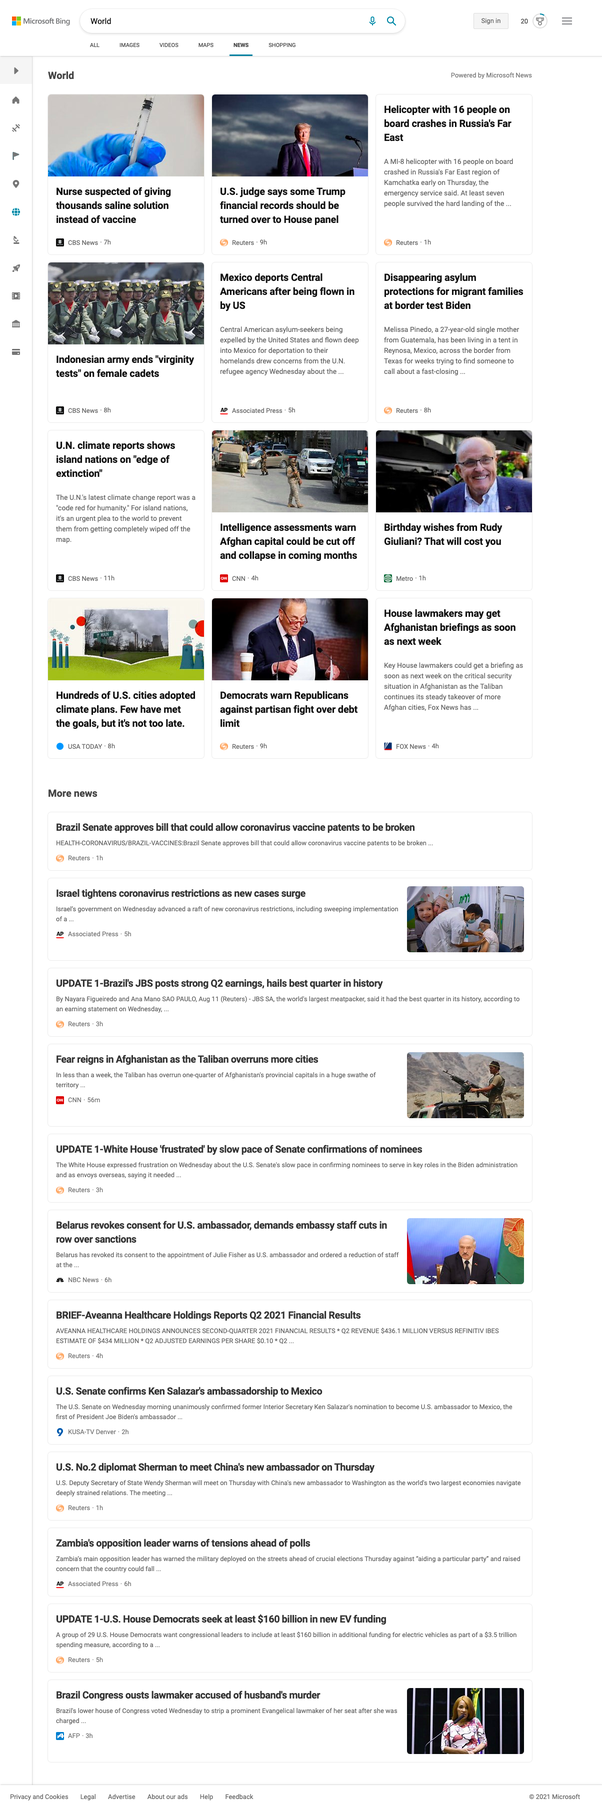 Microsoft Bing
World
Sign in
20
ALL IMAGES VIDEOS MAPS NEWS SHOPPING
World
Powered by Microsoft News
Nurse suspected of giving
thousands saline solution
instead of vaccine
CBS News · 7h
U.S. judge says some Trump
financial records should be
turned over to House panel
Reuters · 9h
Helicopter with 16 people on
board crashes in Russia's Far
East
A MI-8 helicopter with 16 people on board
crashed in Russia's Far East region of
Kamchatka early on Thursday, the
emergency service said. At least seven
people survived the hard landing of the ...
Reuters · 1h
Indonesian army ends "virginity
tests" on female cadets
CBS News · 8h
Mexico deports Central
Americans after being flown in
by US
Central American asylum-seekers being
expelled by the United States and flown deep
into Mexico for deportation to their
homelands drew concerns from the U.N.
refugee agency Wednesday about the ...
AP Associated Press · 5h
Disappearing asylum
protections for migrant families
at border test Biden
Melissa Pinedo, a 27-year-old single mother
from Guatemala, has been living in a tent in
Reynosa, Mexico, across the border from
Texas for weeks trying to find someone to
call about a fast-closing ...
Reuters · 8h
U.N. climate reports shows
island nations on "edge of
extinction"
The U.N.'s latest climate change report was a
"code red for humanity." For island nations,
it's an urgent plea to the world to prevent
them from getting completely wiped off the
map.
CBS News · 11h
Intelligence assessments warn
Afghan capital could be cut off
and collapse in coming months
CNN · 4h
Birthday wishes from Rudy
Giuliani? That will cost you
Metro · 1h
Hundreds of U.S. cities adopted
climate plans. Few have met
the goals, but it's not too late.
USA TODAY · 8h
Democrats warn Republicans
against partisan fight over debt
limit
Reuters · 9h
House lawmakers may get
Afghanistan briefings as soon
as next week
Key House lawmakers could get a briefing as
soon as next week on the critical security
situation in Afghanistan as the Taliban
continues its steady takeover of more
Afghan cities, Fox News has ...
FOX News · 4h
More news
Brazil Senate approves bill that could allow coronavirus vaccine patents to be broken
HEALTH-CORONAVIRUS/BRAZIL-VACCINES:Brazil Senate approves bill that could allow coronavirus vaccine patents to be broken ...
Reuters · 1h
Israel tightens coronavirus restrictions as new cases surge
Israel's government on Wednesday advanced a raft of new coronavirus restrictions, including sweeping implementation
of a ...
AP Associated Press · 5h
UPDATE 1-Brazil's JBS posts strong Q2 earnings, hails best quarter in history
By Nayara Figueiredo and Ana Mano SAO PAULO, Aug 11 (Reuters) - JBS SA, the world's largest meatpacker, said it had the best quarter in its history, according to
an earning statement on Wednesday, ...
Reuters · 3h
Fear reigns in Afghanistan as the Taliban overruns more cities
In less than a week, the Taliban has overrun one-quarter of Afghanistan's provincial capitals in a huge swathe of
territory ...
CNN · 56m
UPDATE 1-White House 'frustrated' by slow pace of Senate confirmations of nominees
The White House expressed frustration on Wednesday about the U.S. Senate's slow pace in confirming nominees to serve in key roles in the Biden administration
and as envoys overseas, saying it needed ...
Reuters · 3h
Belarus revokes consent for U.S. ambassador, demands embassy staff cuts in
row over sanctions
Belarus has revoked its consent to the appointment of Julie Fisher as U.S. ambassador and ordered a reduction of staff
at the ...
NBC News · 6h
BRIEF-Aveanna Healthcare Holdings Reports Q2 2021 Financial Results
AVEANNA HEALTHCARE HOLDINGS ANNOUNCES SECOND-QUARTER 2021 FINANCIAL RESULTS * Q2 REVENUE $436.1 MILLION VERSUS REFINITIV IBES
ESTIMATE OF $434 MILLION * Q2 ADJUSTED EARNINGS PER SHARE $0.10 * Q2 ...
Reuters · 4h
U.S. Senate confirms Ken Salazar's ambassadorship to Mexico
The U.S. Senate on Wednesday morning unanimously confirmed former Interior Secretary Ken Salazar's nomination to become U.S. ambassador to Mexico, the
first of President Joe Biden's ambassador ...
9 KUSA-TV Denver · 2h
U.S. No.2 diplomat Sherman to meet China's new ambassador on Thursday
U.S. Deputy Secretary of State Wendy Sherman will meet on Thursday with China's new ambassador to Washington as the world's two largest economies navigate
deeply strained relations. The meeting ...
Reuters · 1h
Zambia's opposition leader warns of tensions ahead of polls
Zambia's main opposition leader has warned the military deployed on the streets ahead of crucial elections Thursday against "aiding a particular party" and raised
concern that the country could fall ...
AP Associated Press · 6h
UPDATE 1-U.S. House Democrats seek at least $160 billion in new EV funding
A group of 29 U.S. House Democrats want congressional leaders to include at least $160 billion in additional funding for electric vehicles as part of a $3.5 trillion
spending measure, according to a ...
Reuters · 5h
Brazil Congress ousts lawmaker accused of husband's murder
Brazil's lower house of Congress voted Wednesday to strip a prominent Evangelical lawmaker of her seat after she was
charged ...
AFP · 3h
Privacy and Cookies Legal Advertise About our ads Help Feedback
© 2021 Microsoft